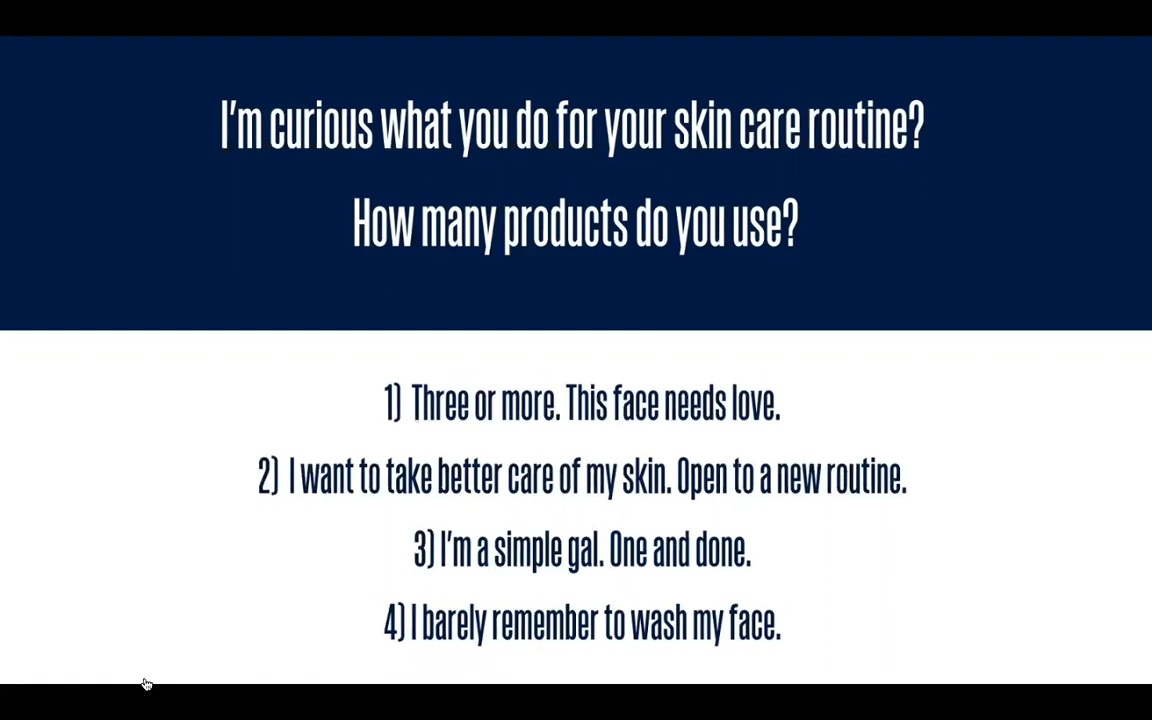 I'm curious what you do for your skin care routine?
How many products do you use?
1) Three or more. This face needs love.
2) I want to take better care of my skin. Open to a new routine.
3) I'm a simple gal. One and done.
4) I barely remember to wash my face.